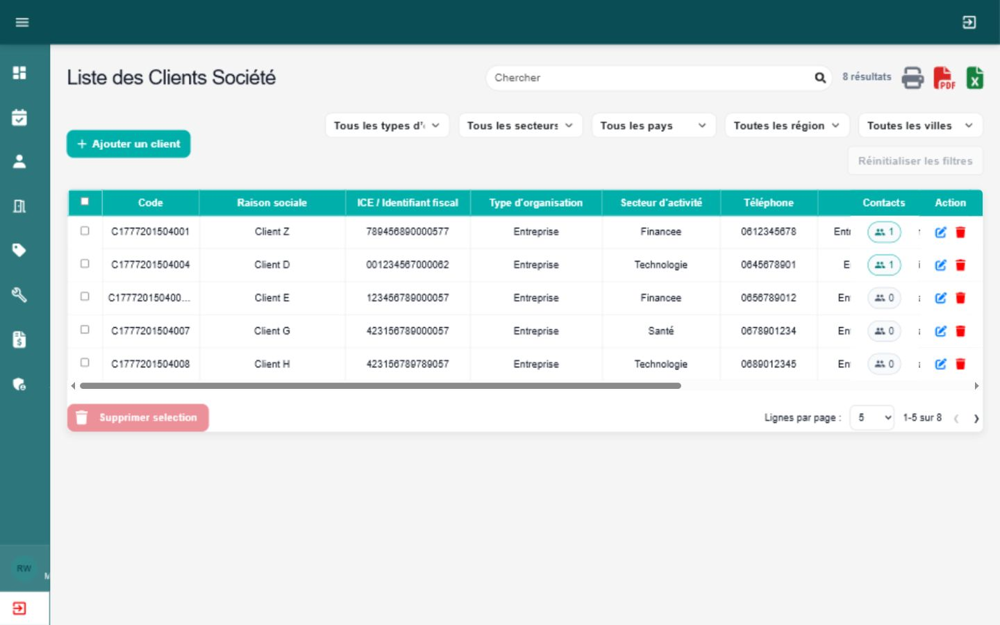 Liste des Clients Société
Chercher
8 résultats
PDF
X
Tous les types d'
Tous les secteurs
Tous les pays
Toutes les région
Toutes les villes
+ Ajouter un client
Réinitialiser les filtres
Code Raison sociale ICE / Identifiant fiscal Type d'organisation Secteur d'activité Téléphone Contacts Action
C1777201504001 Client Z 789456890000577 Entreprise Financee 0612345678 Entr 1
C1777201504004 Client D 001234567000062 Entreprise Technologie 0645678901 E 1
C177720150400... Client E 123456789000057 Entreprise Financee 0656789012 En 0
C1777201504007 Client G 423156789000057 Entreprise Santé 0678901234 En 0
C1777201504008 Client H 423156789789057 Entreprise Technologie 0689012345 En 0
Supprimer selection
Lignes par page : 5 1-5 sur 8
RW
M